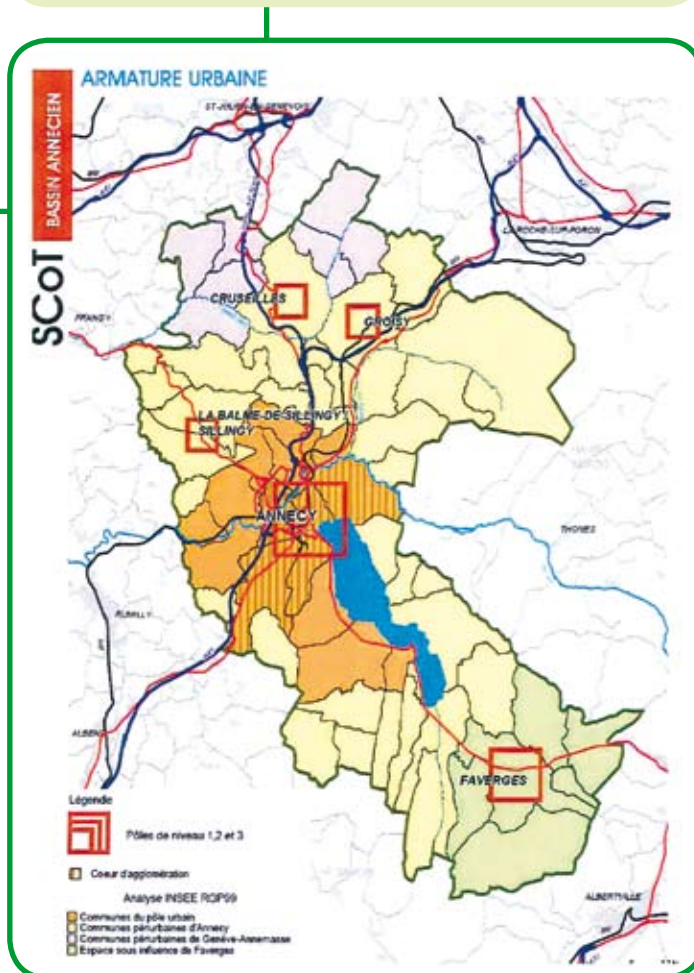 ARMATURE URBAINE
BASSIN ANNECIEN
SCoT
ST-JULIEN-EN-GENEVOIS
LA ROCHE-SUR-FORON
CRUSEILLES
GROISY
FRANGY
LA BALME-DE-SILLINGY
SILLINGY
ANNECY
THONES
RUMILLY
ALBENS
FAVERGES
ALBERTVILLE
Légende
Pôles de niveau 1,2 et 3
Coeur d'agglomération
Analyse INSEE RGP99
Communes du pôle urbain
Communes périurbaines d'Annecy
Communes périurbaines de Genève-Annemasse
Espace sous influence de Faverges